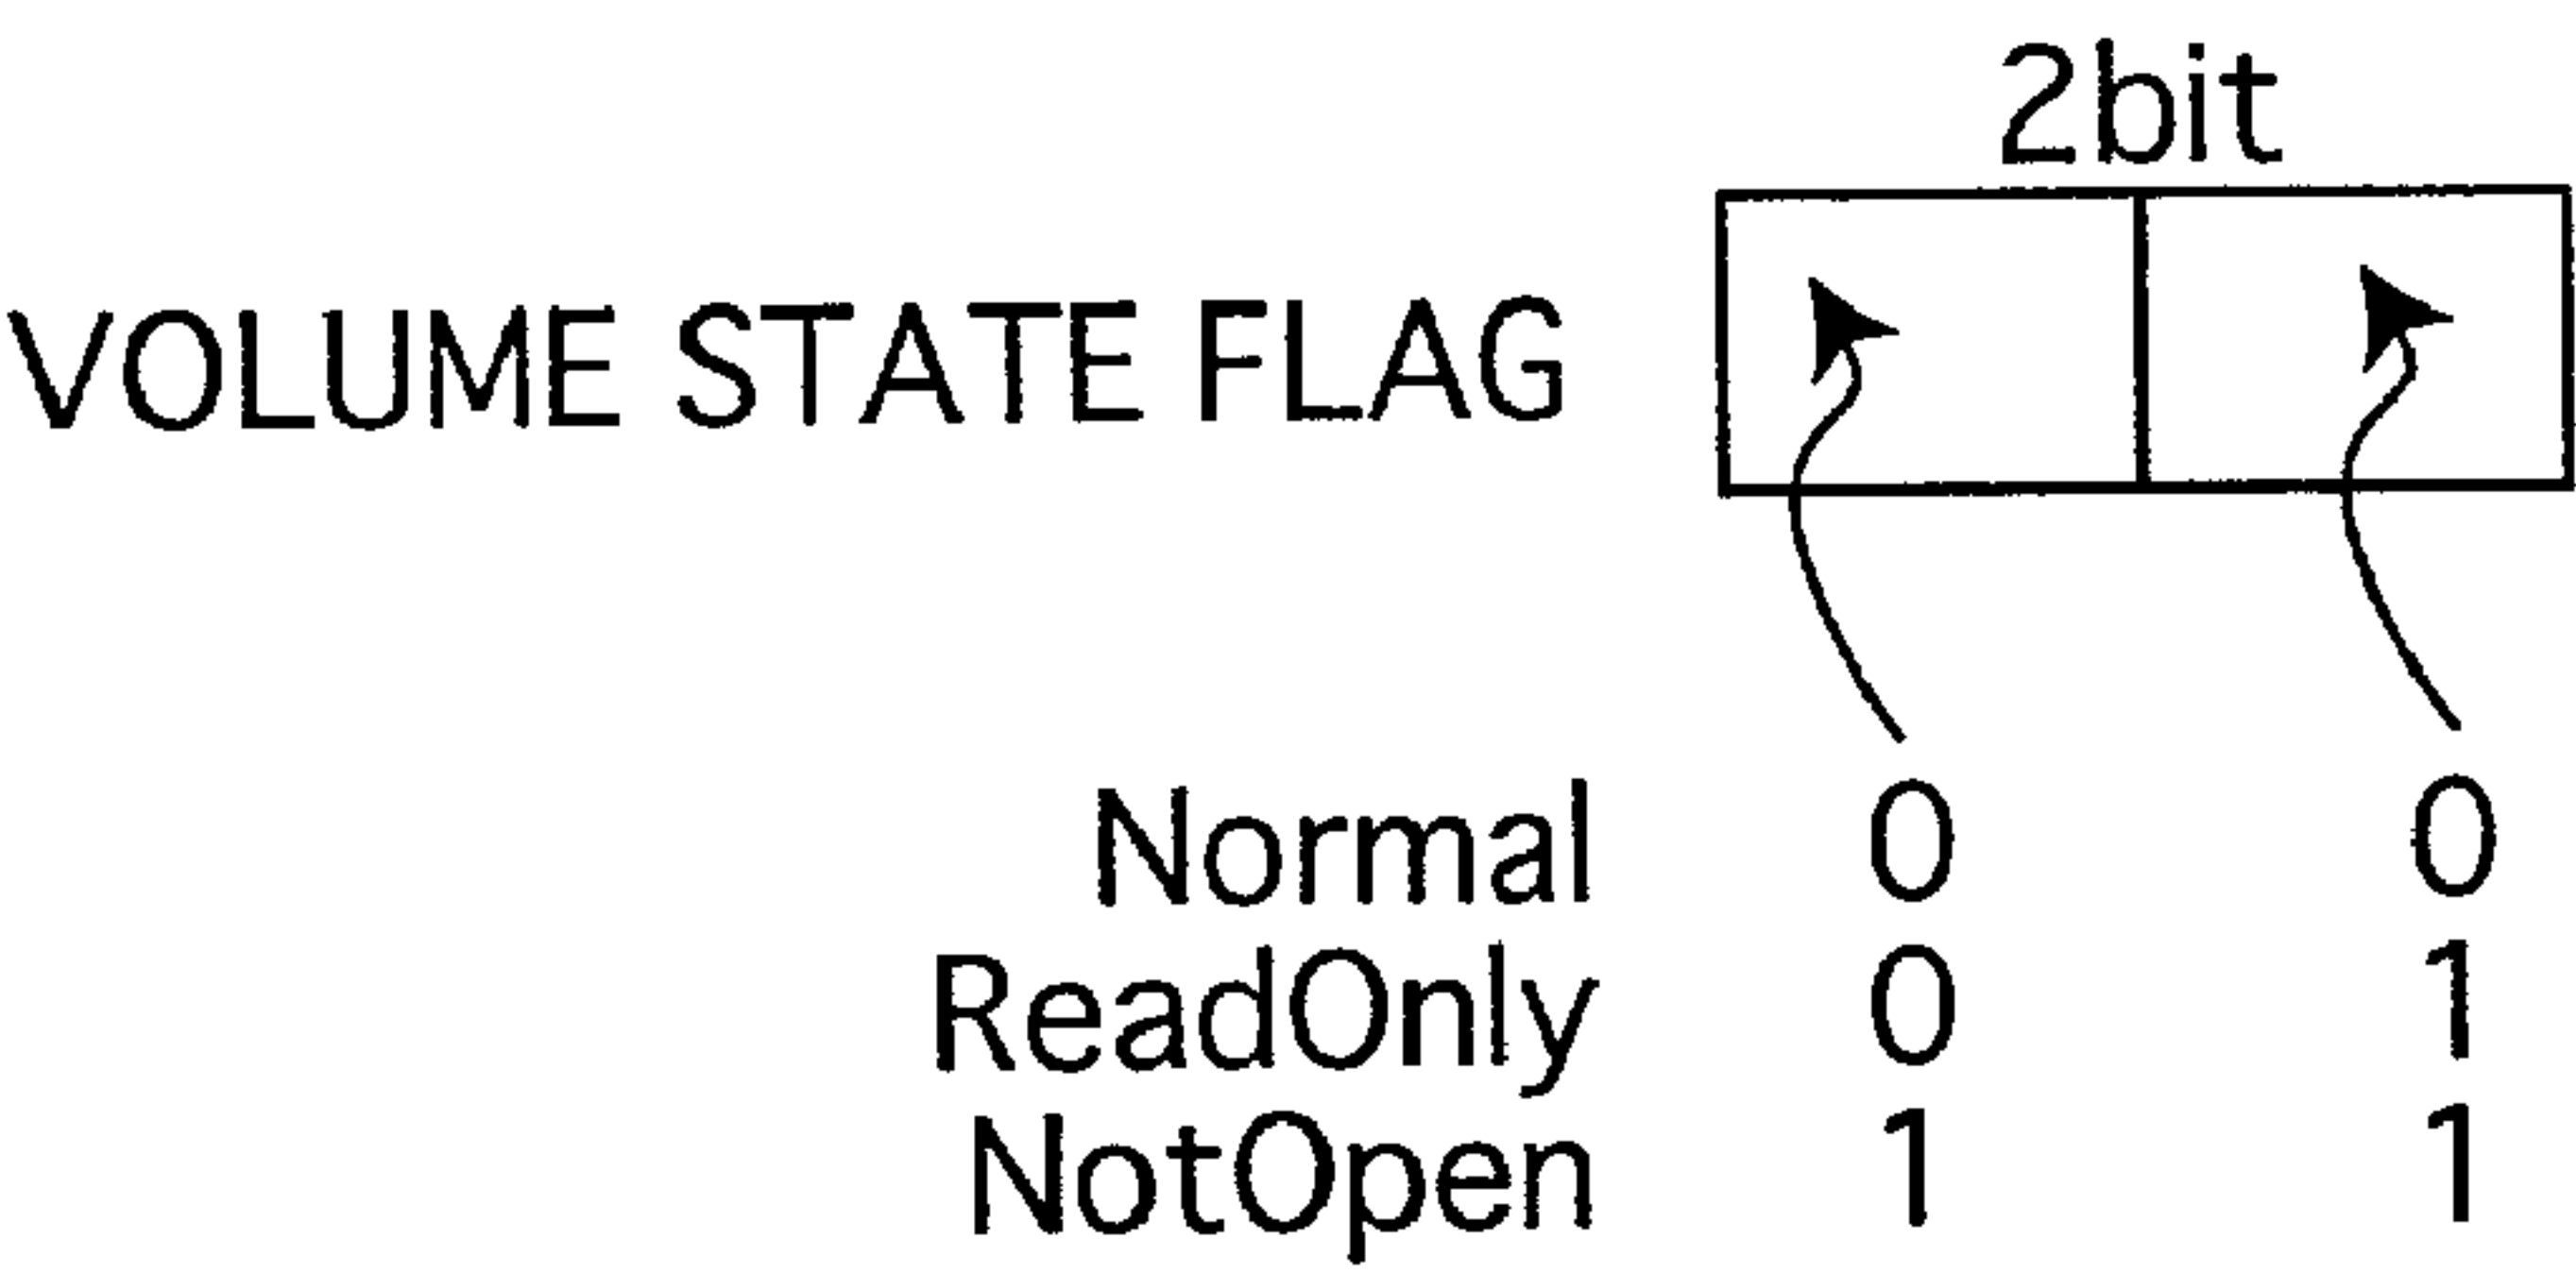 2bit
VOLUME STATE FLAG
Normal 0 0
ReadOnly 0 1
NotOpen 1 1